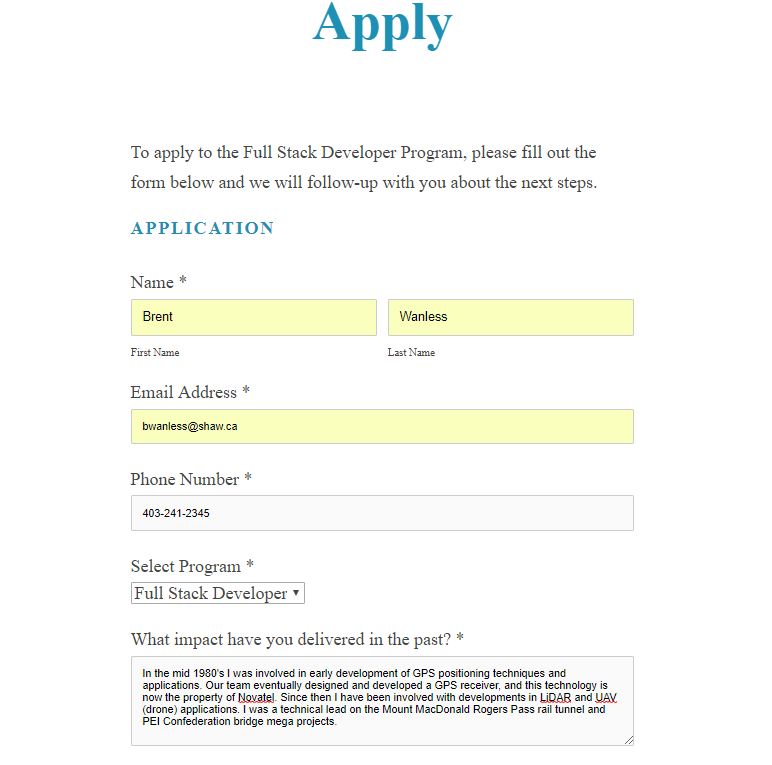 Apply
To apply to the Full Stack Developer Program, please fill out the
form below and we will follow-up with you about the next steps.
APPLICATION
Name *
Brent Wanless
First Name Last Name
Email Address *
bwanless@shaw.ca
Phone Number *
403-241-2345
Select Program *
Full Stack Developer
What impact have you delivered in the past? *
In the mid 1980's I was involved in early development of GPS positioning techniques and
applications. Our team eventually designed and developed a GPS receiver, and this technology is
now the property of Novatel. Since then I have been involved with developments in LiDAR and UAV
(drone) applications. I was a technical lead on the Mount MacDonald Rogers Pass rail tunnel and
PEI Confederation bridge mega projects.